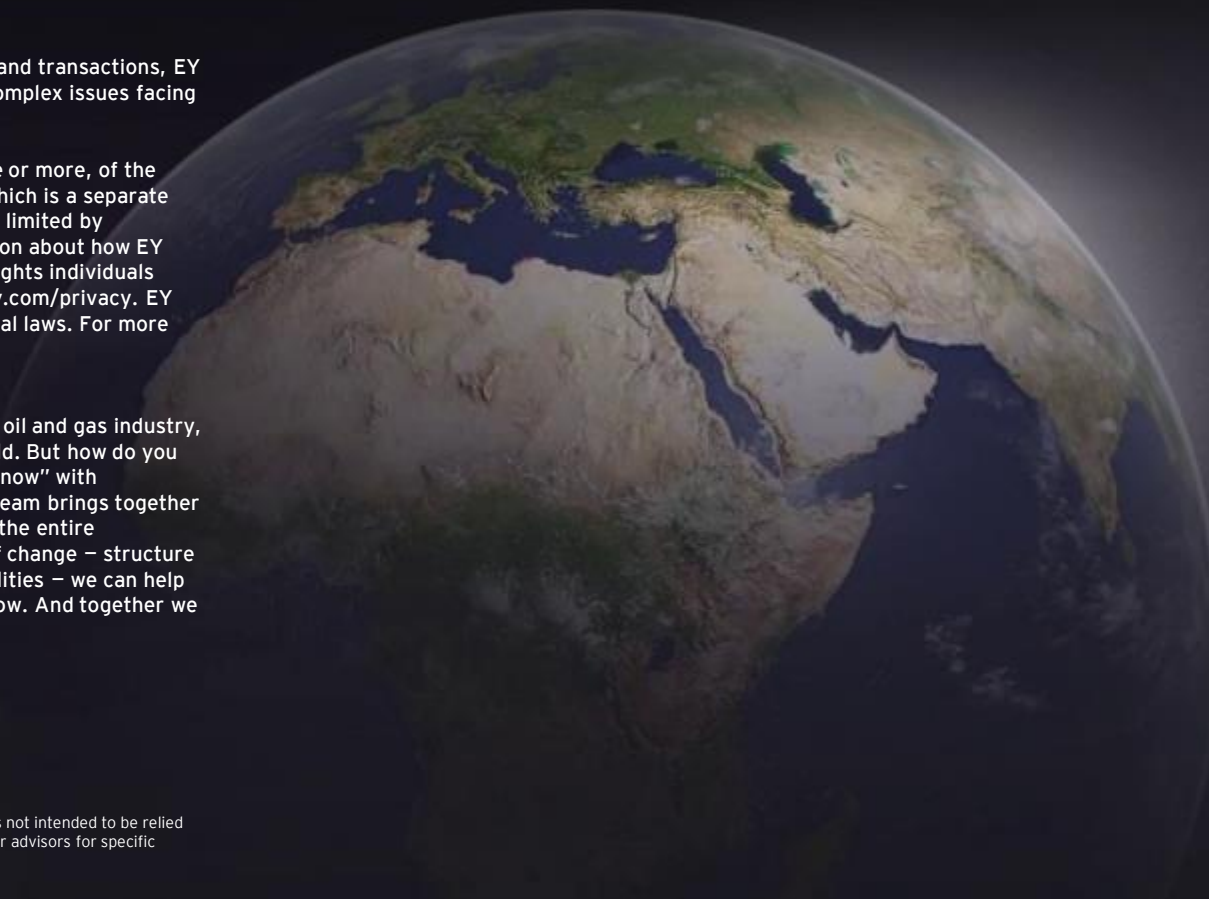 and transactions, EY
omplex issues facing
e or more, of the
hich is a separate
limited by
on about how EY
ghts individuals
y.com/privacy. EY
al laws. For more
oil and gas industry,
ld. But how do you
now” with
eam brings together
the entire
f change – structure
lities – we can help
ow. And together we
s not intended to be relied
r advisors for specific